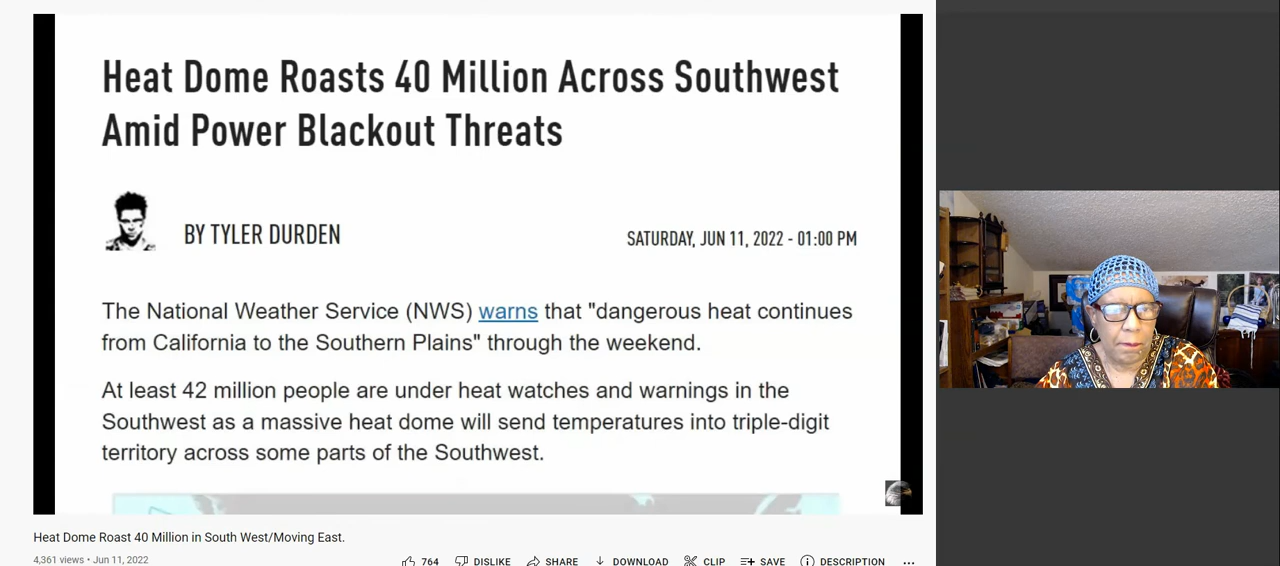 Heat Dome Roasts 40 Million Across Southwest
Amid Power Blackout Threats
BY TYLER DURDEN
SATURDAY, JUN 11, 2022 - 01:00 PM
The National Weather Service (NWS) warns that "dangerous heat continues
from California to the Southern Plains" through the weekend.
At least 42 million people are under heat watches and warnings in the
Southwest as a massive heat dome will send temperatures into triple-digit
territory across some parts of the Southwest.
Heat Dome Roast 40 Million in South West/Moving East.
4,361 views • Jun 11, 2022
764 DISLIKE SHARE DOWNLOAD CLIP SAVE DESCRIPTION ...